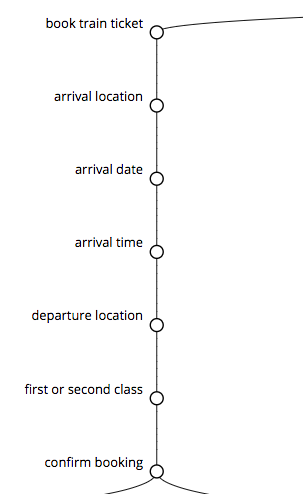 book train ticket
arrival location
arrival date
arrival time
departure location
first or second class
confirm booking